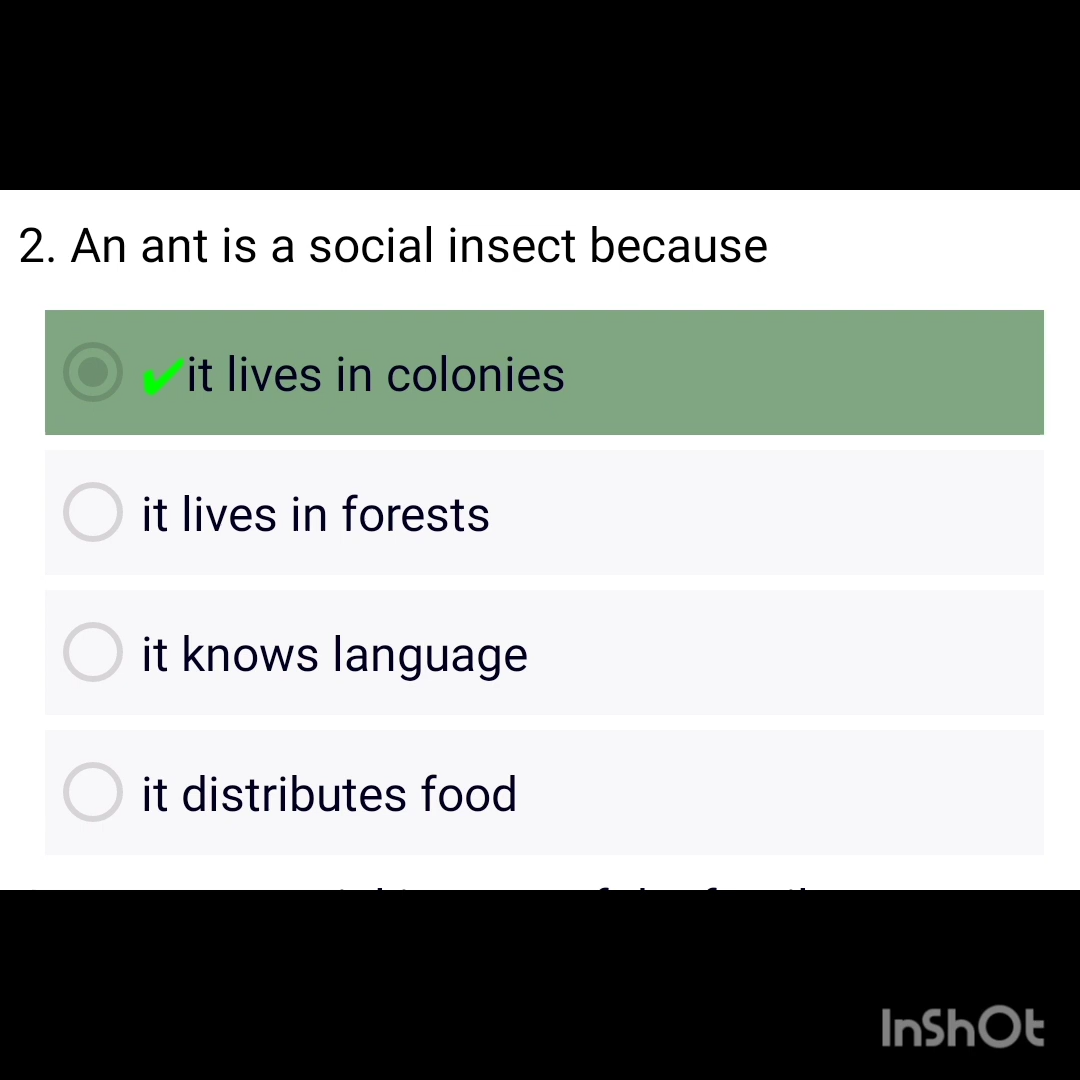 2. An ant is a social insect because
✔it lives in colonies
it lives in forests
it knows language
it distributes food
InShOt